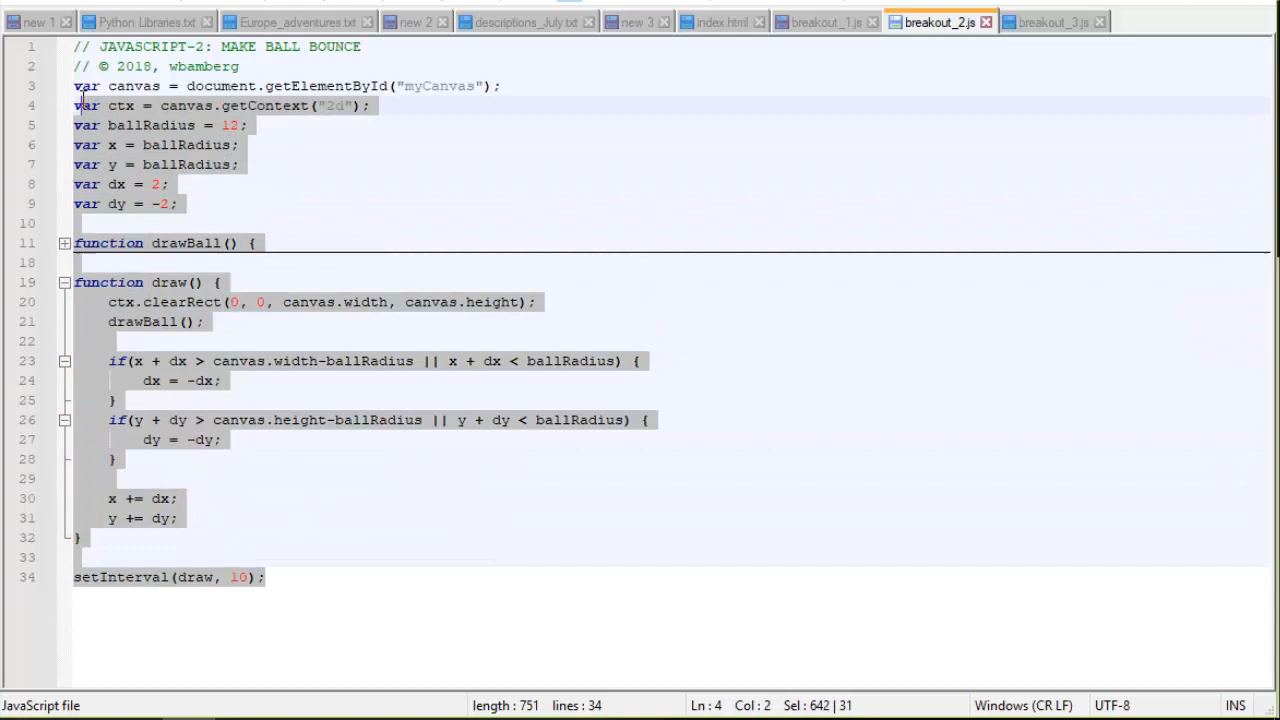 new 1 Python Libraries.txt Europe_adventures.txt new 2 descriptions_July.txt new 3 index.html breakout_1.js breakout_2.js breakout_3.js
1 // JAVASCRIPT-2: MAKE BALL BOUNCE
2 // © 2018, wbamberg
3 var canvas = document.getElementById("myCanvas");
4 var ctx = canvas.getContext("2d");
5 var ballRadius = 12;
6 var x = ballRadius;
7 var y = ballRadius;
8 var dx = 2;
9 var dy = -2;
10
11 function drawBall() {
18
19 function draw() {
20 ctx.clearRect(0, 0, canvas.width, canvas.height);
21 drawBall();
22
23 if(x + dx > canvas.width-ballRadius || x + dx < ballRadius) {
24 dx = -dx;
25 }
26 if(y + dy > canvas.height-ballRadius || y + dy < ballRadius) {
27 dy = -dy;
28 }
29
30 x += dx;
31 y += dy;
32 }
33
34 setInterval(draw, 10);
JavaScript file length : 751 lines : 34 Ln : 4 Col : 2 Sel : 642 | 31 Windows (CR LF) UTF-8 INS